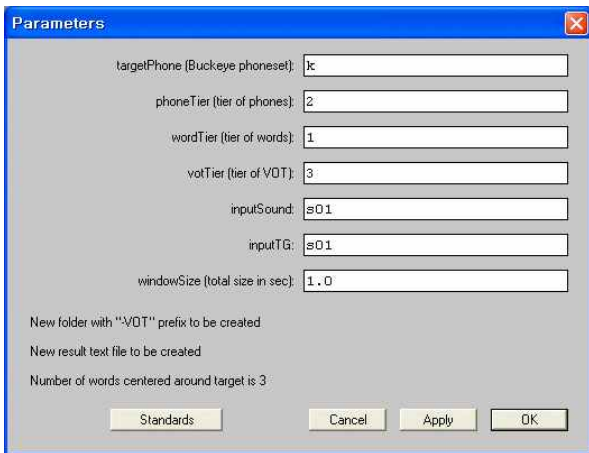 Parameters
targetPhone (Buckeye phoneset): k
phoneTier (tier of phones): 2
wordTier (tier of words): 1
votTier (tier of VOT): 3
inputSound: s01
inputTG: s01
windowSize (total size in sec): 1.0
New folder with "-VOT" prefix to be created
New result text file to be created
Number of words centered around target is 3
Standards Cancel Apply OK